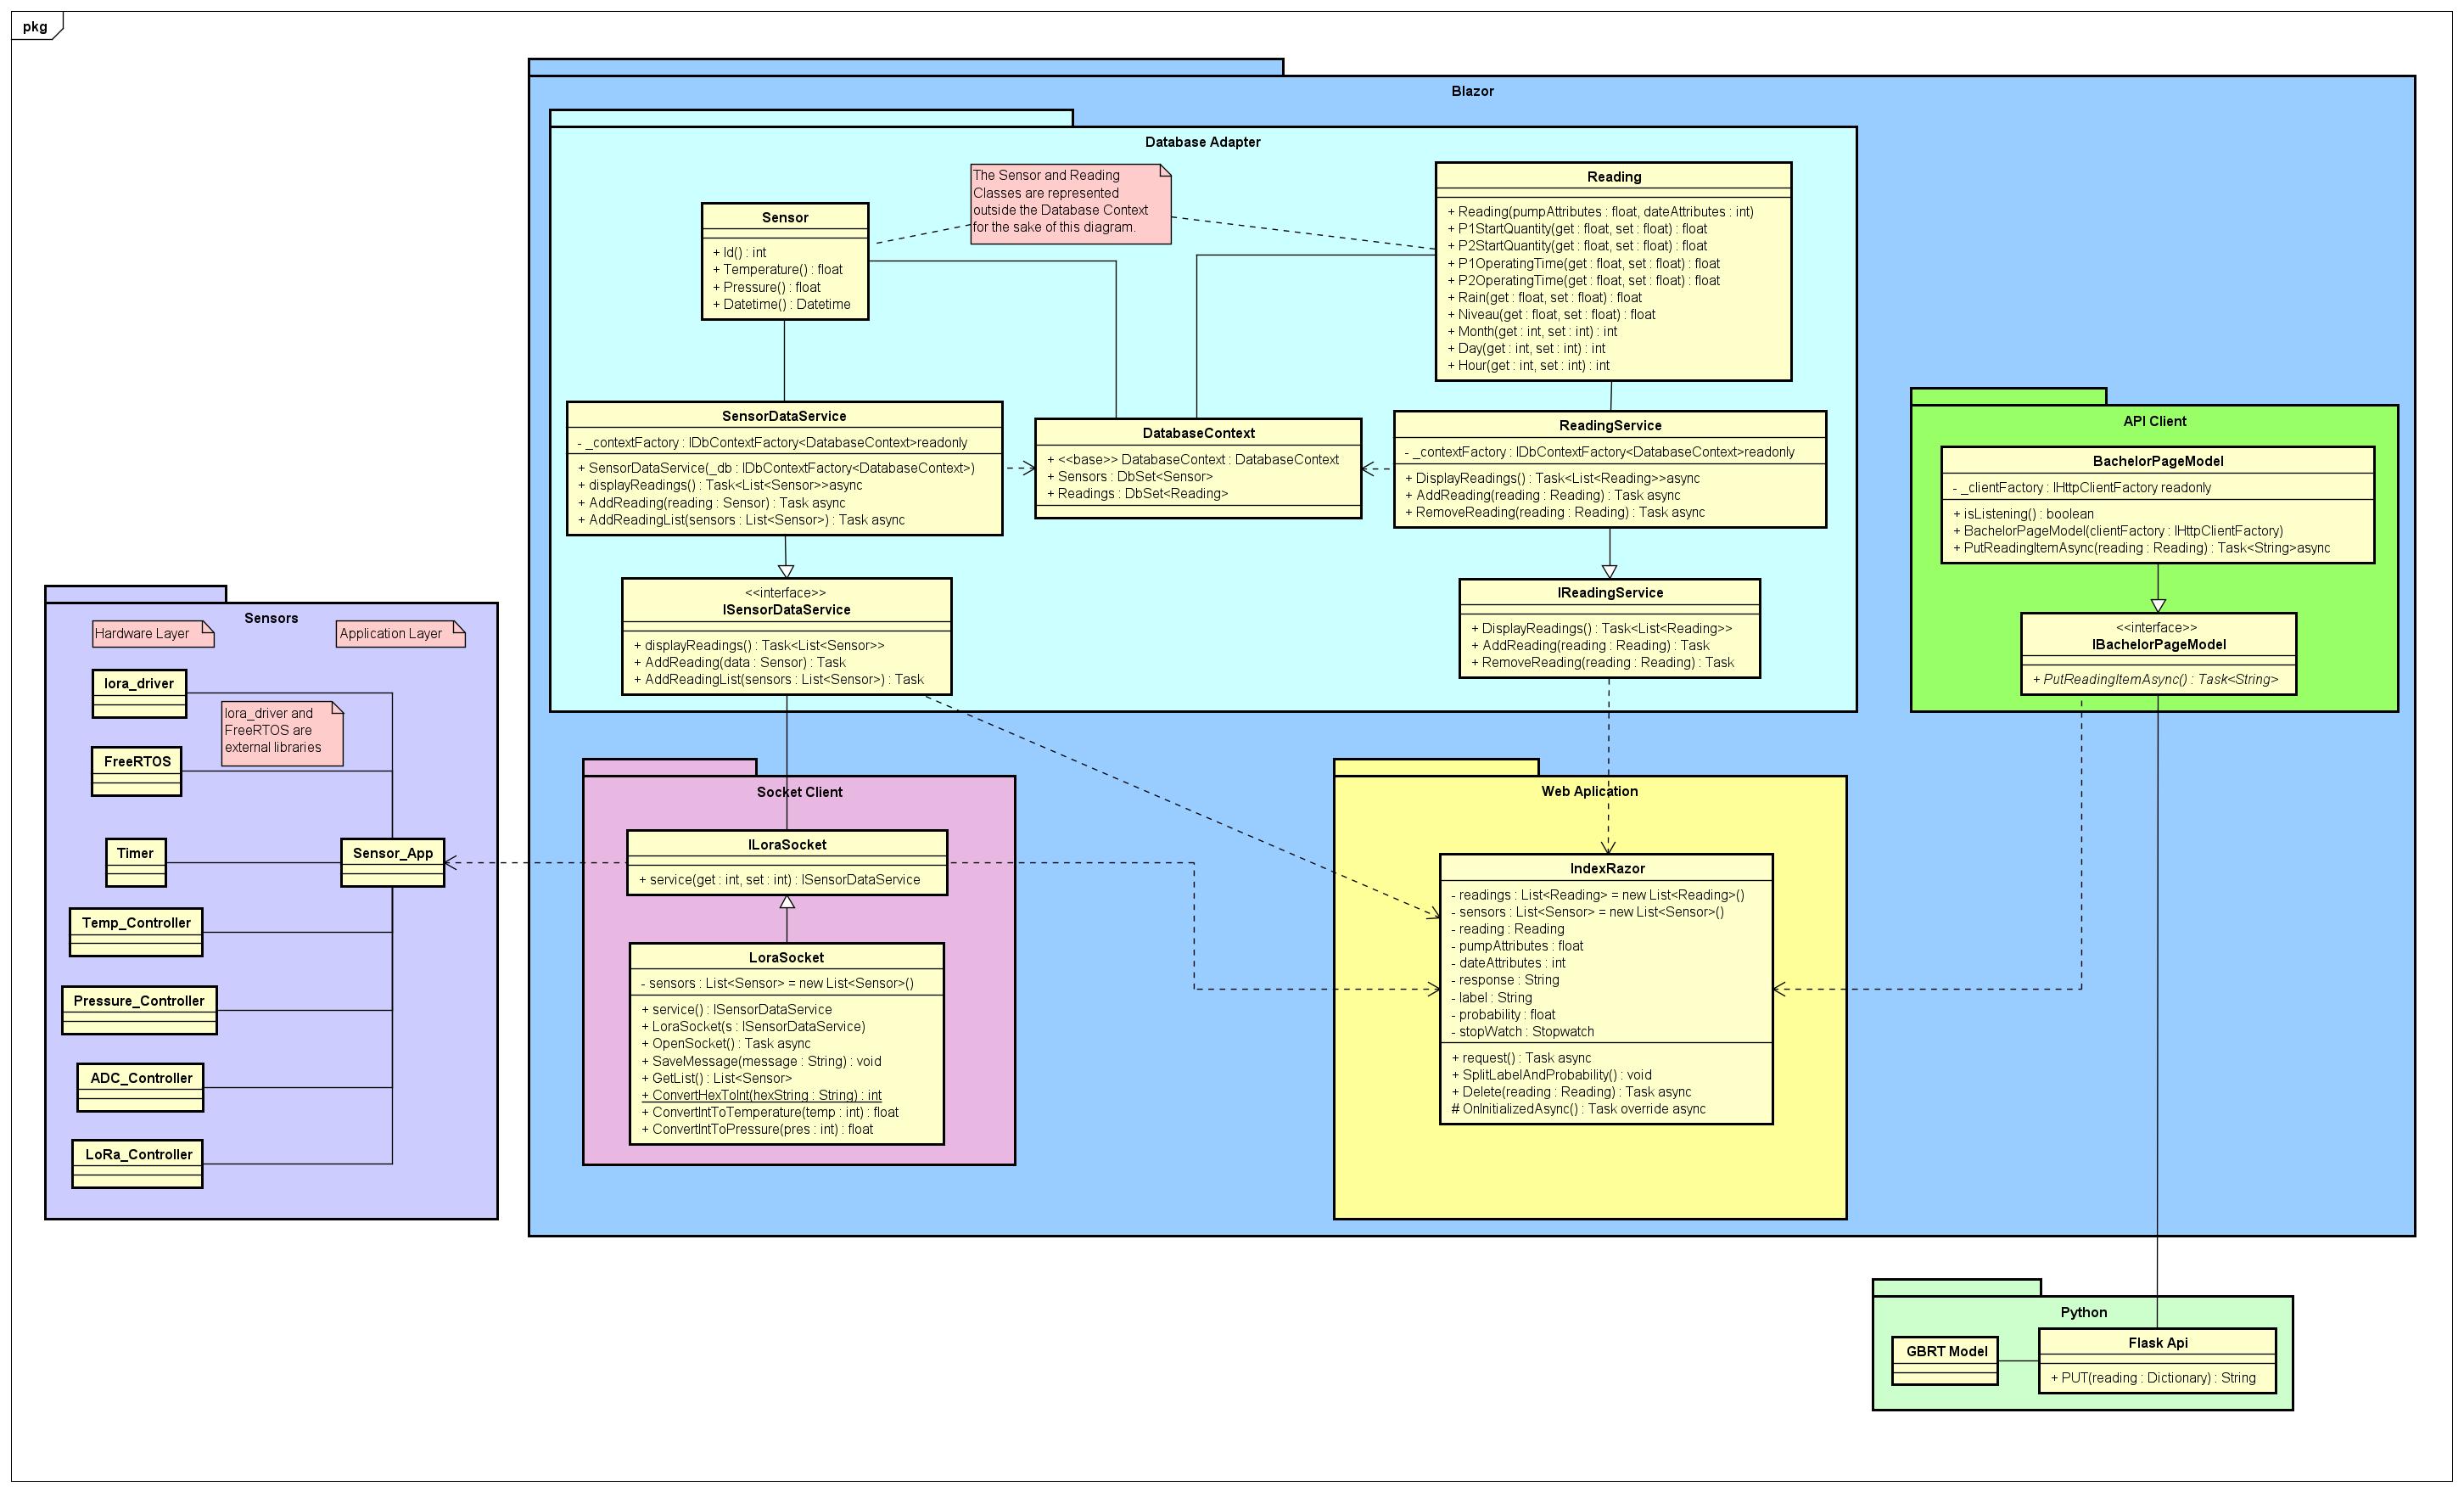 pkg
Blazor
Database Adapter
The Sensor and Reading
Classes are represented
outside the Database Context
for the sake of this diagram.
Sensor
+ Id() : int
+ Temperature() : float
+ Pressure() : float
+ Datetime() : Datetime
Reading
+ Reading(pumpAttributes : float, dateAttributes : int)
+ P1StartQuantity(get : float, set : float) : float
+ P2StartQuantity(get : float, set : float) : float
+ P1OperatingTime(get : float, set : float) : float
+ P2OperatingTime(get : float, set : float) : float
+ Rain(get : float, set : float) : float
+ Niveau(get : float, set : float) : float
+ Month(get : int, set : int) : int
+ Day(get : int, set : int) : int
+ Hour(get : int, set : int) : int
SensorDataService
- _contextFactory : IDbContextFactory<DatabaseContext>readonly
+ SensorDataService(_db : IDbContextFactory<DatabaseContext>)
+ displayReadings() : Task<List<Sensor>>async
+ AddReading(reading : Sensor) : Task async
+ AddReadingList(sensors : List<Sensor>) : Task async
DatabaseContext
+ <<base>> DatabaseContext : DatabaseContext
+ Sensors : DbSet<Sensor>
+ Readings : DbSet<Reading>
ReadingService
- _contextFactory : IDbContextFactory<DatabaseContext>readonly
+ DisplayReadings() : Task<List<Reading>>async
+ AddReading(reading : Reading) : Task async
+ RemoveReading(reading : Reading) : Task async
<<interface>>
ISensorDataService
+ displayReadings() : Task<List<Sensor>>
+ AddReading(data : Sensor) : Task
+ AddReadingList(sensors : List<Sensor>) : Task
IReadingService
+ DisplayReadings() : Task<List<Reading>>
+ AddReading(reading : Reading) : Task
+ RemoveReading(reading : Reading) : Task
API Client
BachelorPageModel
- _clientFactory : IHttpClientFactory readonly
+ isListening() : boolean
+ BachelorPageModel(clientFactory : IHttpClientFactory)
+ PutReadingItemAsync(reading : Reading) : Task<String>async
<<interface>>
IBachelorPageModel
+ PutReadingItemAsync() : Task<String>
Sensors
Hardware Layer
Application Layer
lora_driver
lora_driver and
FreeRTOS are
external libraries
FreeRTOS
Timer
Sensor_App
Temp_Controller
Pressure_Controller
ADC_Controller
LoRa_Controller
Socket Client
ILoraSocket
+ service(get : int, set : int) : ISensorDataService
LoraSocket
- sensors : List<Sensor> = new List<Sensor>()
+ service() : ISensorDataService
+ LoraSocket(s : ISensorDataService)
+ OpenSocket() : Task async
+ SaveMessage(message : String) : void
+ GetList() : List<Sensor>
+ ConvertHexToInt(hexString : String) : int
+ ConvertIntToTemperature(temp : int) : float
+ ConvertIntToPressure(pres : int) : float
Web Aplication
IndexRazor
- readings : List<Reading> = new List<Reading>()
- sensors : List<Sensor> = new List<Sensor>()
- reading : Reading
- pumpAttributes : float
- dateAttributes : int
- response : String
- label : String
- probability : float
- stopWatch : Stopwatch
+ request() : Task async
+ SplitLabelAndProbability() : void
+ Delete(reading : Reading) : Task async
# OnInitializedAsync() : Task override async
Python
GBRT Model
Flask Api
+ PUT(reading : Dictionary) : String